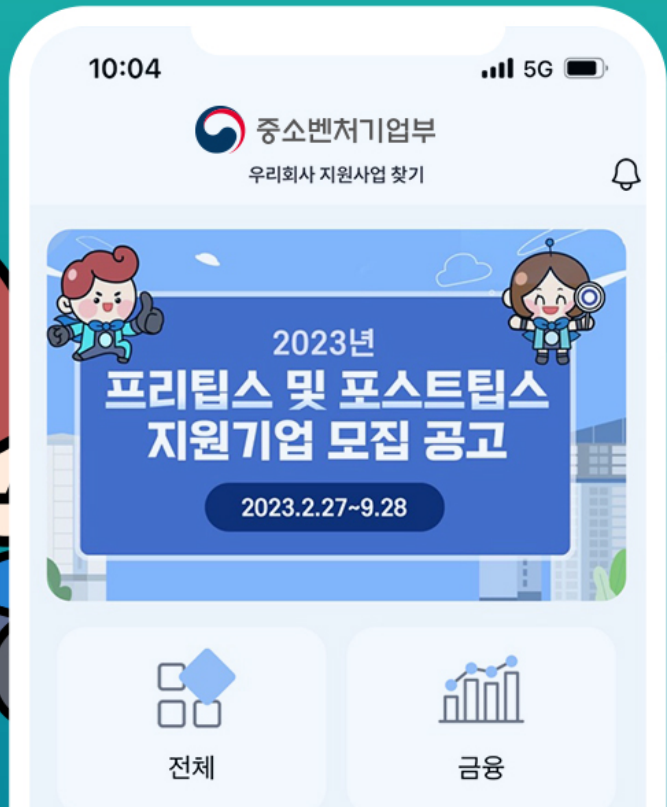 10:04
5G
중소벤처기업부
우리회사 지원사업 찾기
2023년
프리팁스 및 포스트팁스
지원기업 모집 공고
2023.2.27~9.28
전체
금융